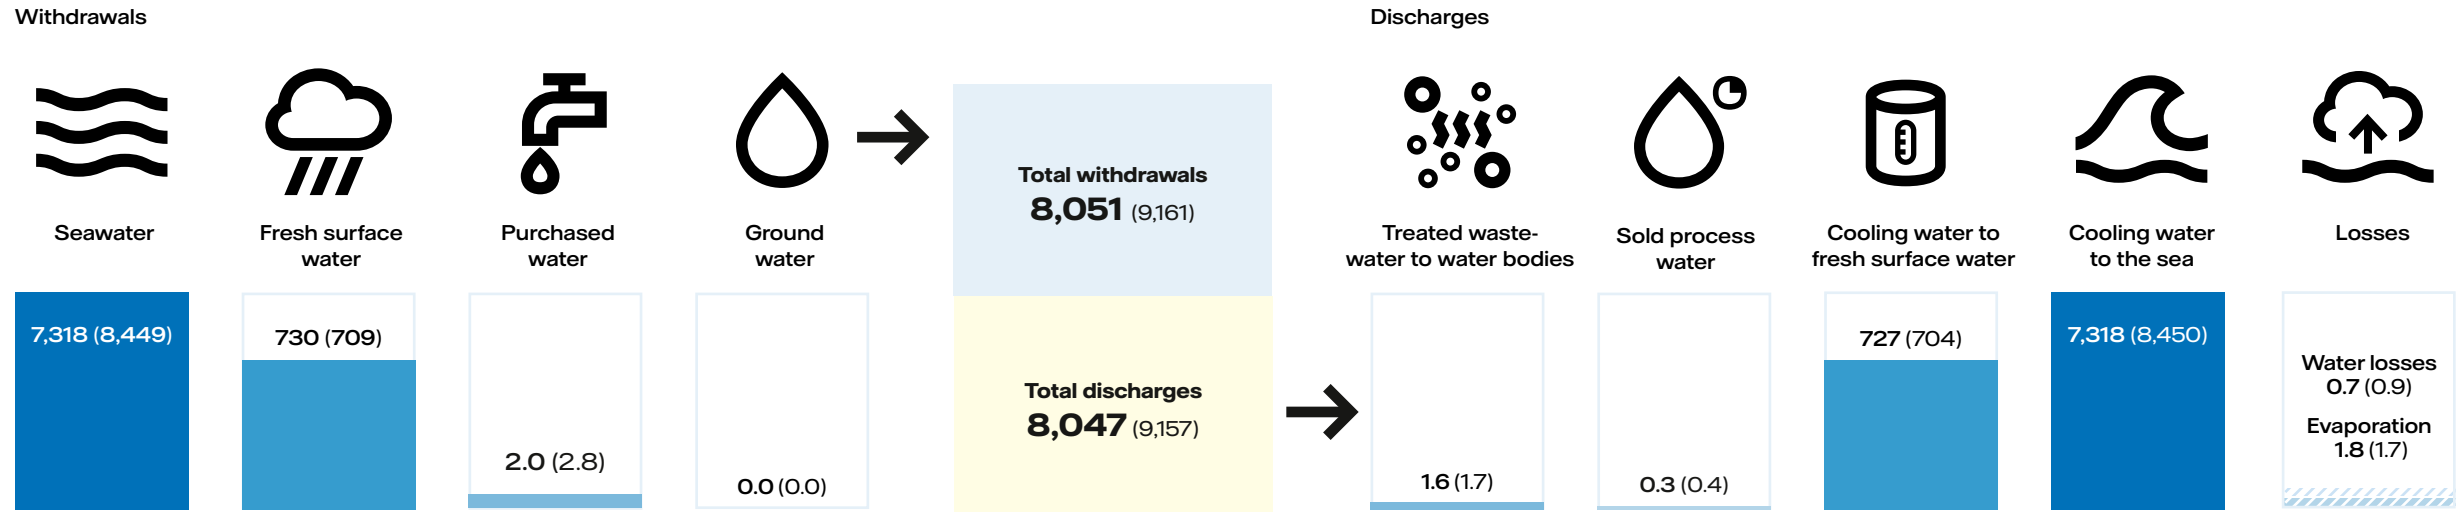 Withdrawals
Seawater
7,318 (8,449)
Fresh surface
water
730 (709)
Purchased
water
2.0 (2.8)
Ground
water
0.0 (0.0)
Total withdrawals
8,051 (9,161)
Total discharges
8,047 (9,157)
Discharges
Treated waste-
water to water bodies
1.6 (1.7)
Sold process
water
0.3 (0.4)
Cooling water to
fresh surface water
727 (704)
Cooling water
to the sea
7,318 (8,450)
Losses
Water losses
0.7 (0.9)
Evaporation
1.8 (1.7)